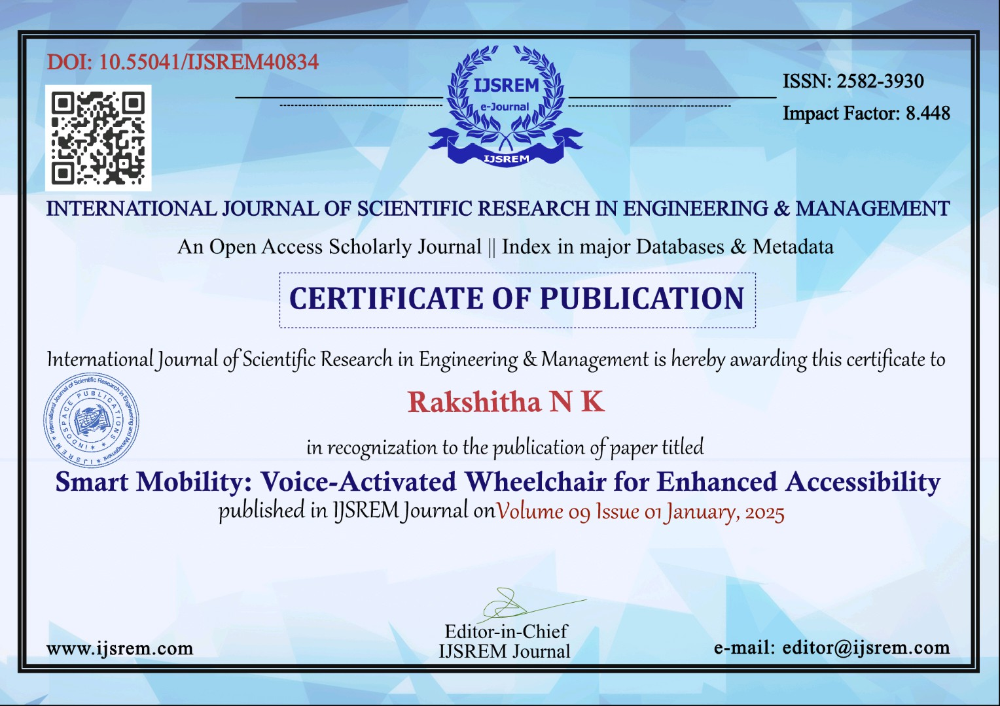 DOI: 10.55041/IJSREM40834
IJSREM
e-Journal
IJSREM
ISSN: 2582-3930
Impact Factor: 8.448
INTERNATIONAL JOURNAL OF SCIENTIFIC RESEARCH IN ENGINEERING & MANAGEMENT
An Open Access Scholarly Journal || Index in major Databases & Metadata
CERTIFICATE OF PUBLICATION
International Journal of Scientific Research in Engineering & Management is hereby awarding this certificate to
International Journal of Scientific Research in Engineering and Management
IJSREM
INDOSPACE PUBLICATIONS
Rakshitha N K
in recognization to the publication of paper titled
Smart Mobility: Voice-Activated Wheelchair for Enhanced Accessibility
published in IJSREM Journal on Volume 09 Issue 01 January, 2025
Editor-in-Chief
IJSREM Journal
www.ijsrem.com
e-mail: editor@ijsrem.com